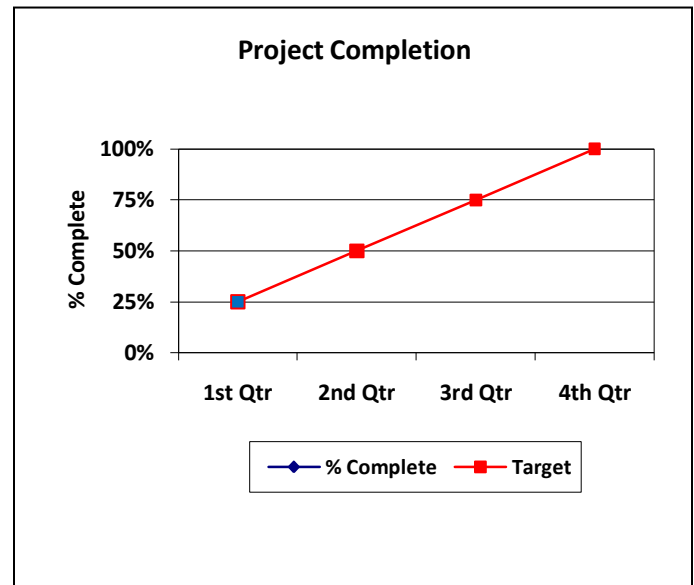 Project Completion
100%
75%
50%
25%
0%
% Complete
1st Qtr 2nd Qtr 3rd Qtr 4th Qtr
% Complete Target